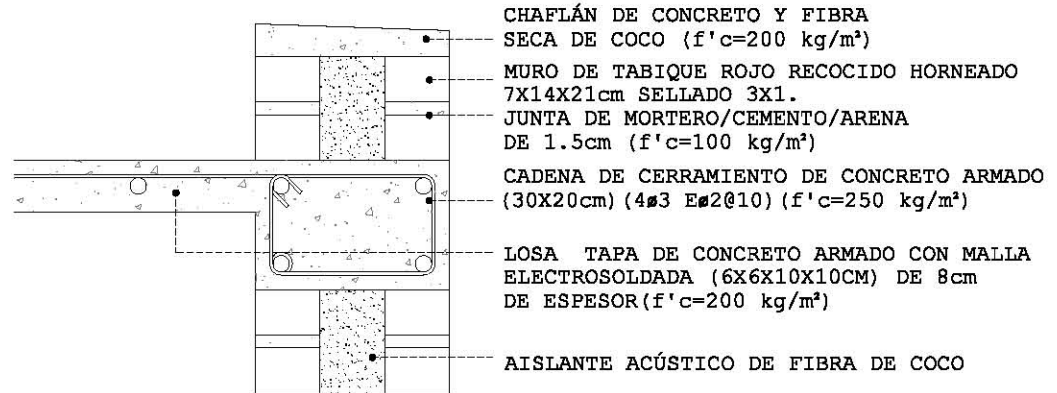 CHAFLÁN DE CONCRETO Y FIBRA
SECA DE COCO (f'c=200 kg/m²)
MURO DE TABIQUE ROJO RECOCIDO HORNEADO
7X14X21cm SELLADO 3X1.
JUNTA DE MORTERO/CEMENTO/ARENA
DE 1.5cm (f'c=100 kg/m²)
CADENA DE CERRAMIENTO DE CONCRETO ARMADO
(30X20cm)(4ø3 Eø2@10)(f'c=250 kg/m²)
LOSA TAPA DE CONCRETO ARMADO CON MALLA
ELECTROSOLDADA (6X6X10X10CM) DE 8cm
DE ESPESOR(f'c=200 kg/m²)
AISLANTE ACÚSTICO DE FIBRA DE COCO